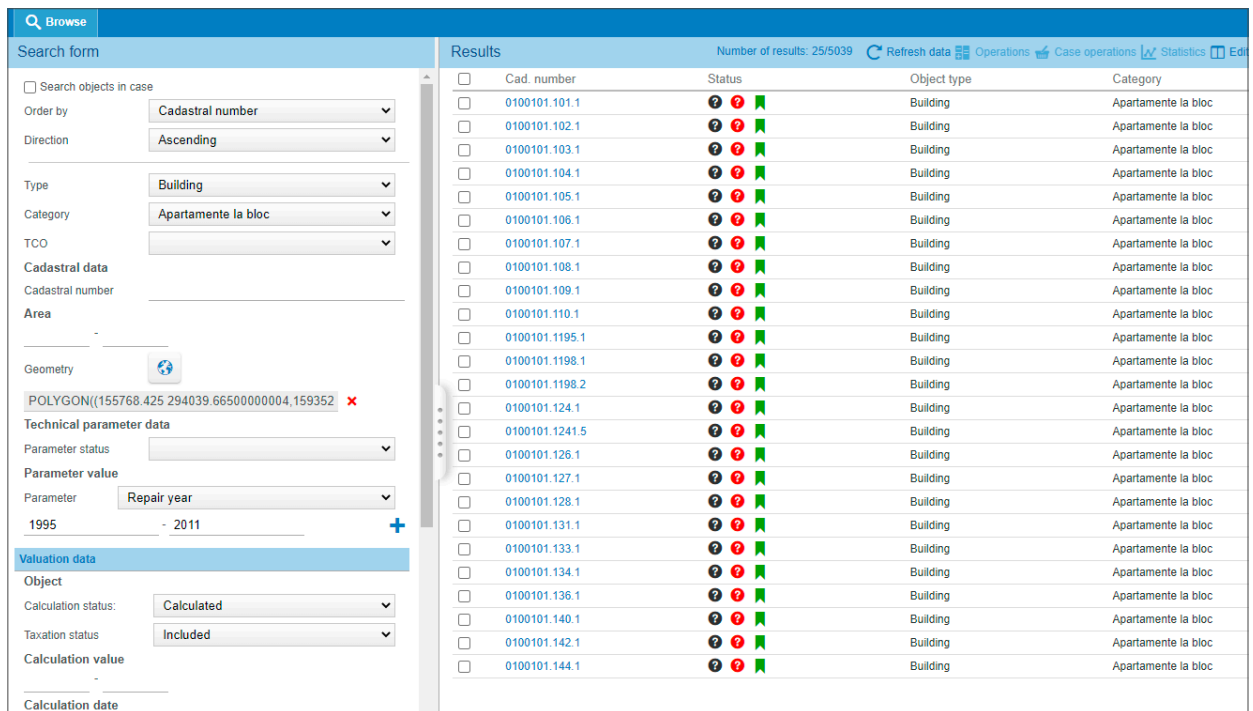 Browse
Search form
Search objects in case
Order by Cadastral number
Direction Ascending
Type Building
Category Apartamente la bloc
TCO
Cadastral data
Cadastral number
Area
-
Geometry
POLYGON((155768.425 294039.66500000004,159352
Technical parameter data
Parameter status
Parameter value
Parameter Repair year
1995 - 2011
Valuation data
Object
Calculation status: Calculated
Taxation status Included
Calculation value
-
Calculation date
Results Number of results: 25/5039 Refresh data Operations Case operations Statistics Edit
Cad. number Status Object type Category
0100101.101.1 Building Apartamente la bloc
0100101.102.1 Building Apartamente la bloc
0100101.103.1 Building Apartamente la bloc
0100101.104.1 Building Apartamente la bloc
0100101.105.1 Building Apartamente la bloc
0100101.106.1 Building Apartamente la bloc
0100101.107.1 Building Apartamente la bloc
0100101.108.1 Building Apartamente la bloc
0100101.109.1 Building Apartamente la bloc
0100101.110.1 Building Apartamente la bloc
0100101.1195.1 Building Apartamente la bloc
0100101.1198.1 Building Apartamente la bloc
0100101.1198.2 Building Apartamente la bloc
0100101.124.1 Building Apartamente la bloc
0100101.1241.5 Building Apartamente la bloc
0100101.126.1 Building Apartamente la bloc
0100101.127.1 Building Apartamente la bloc
0100101.128.1 Building Apartamente la bloc
0100101.131.1 Building Apartamente la bloc
0100101.133.1 Building Apartamente la bloc
0100101.134.1 Building Apartamente la bloc
0100101.136.1 Building Apartamente la bloc
0100101.140.1 Building Apartamente la bloc
0100101.142.1 Building Apartamente la bloc
0100101.144.1 Building Apartamente la bloc